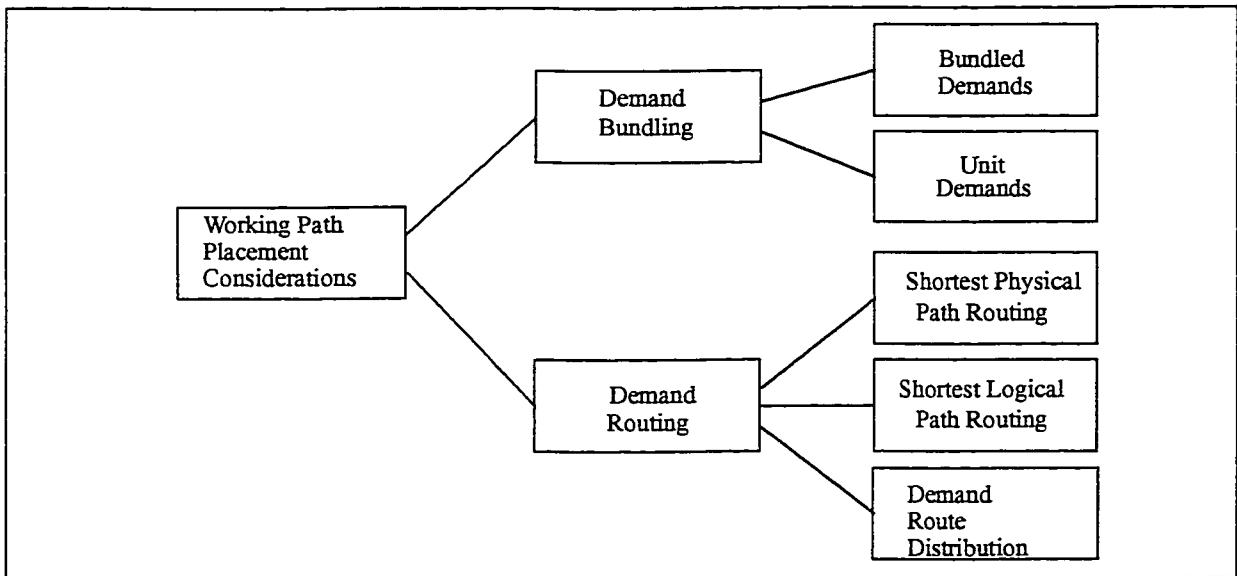 Working Path
Placement
Considerations
Demand
Bundling
Bundled
Demands
Unit
Demands
Demand
Routing
Shortest Physical
Path Routing
Shortest Logical
Path Routing
Demand
Route
Distribution